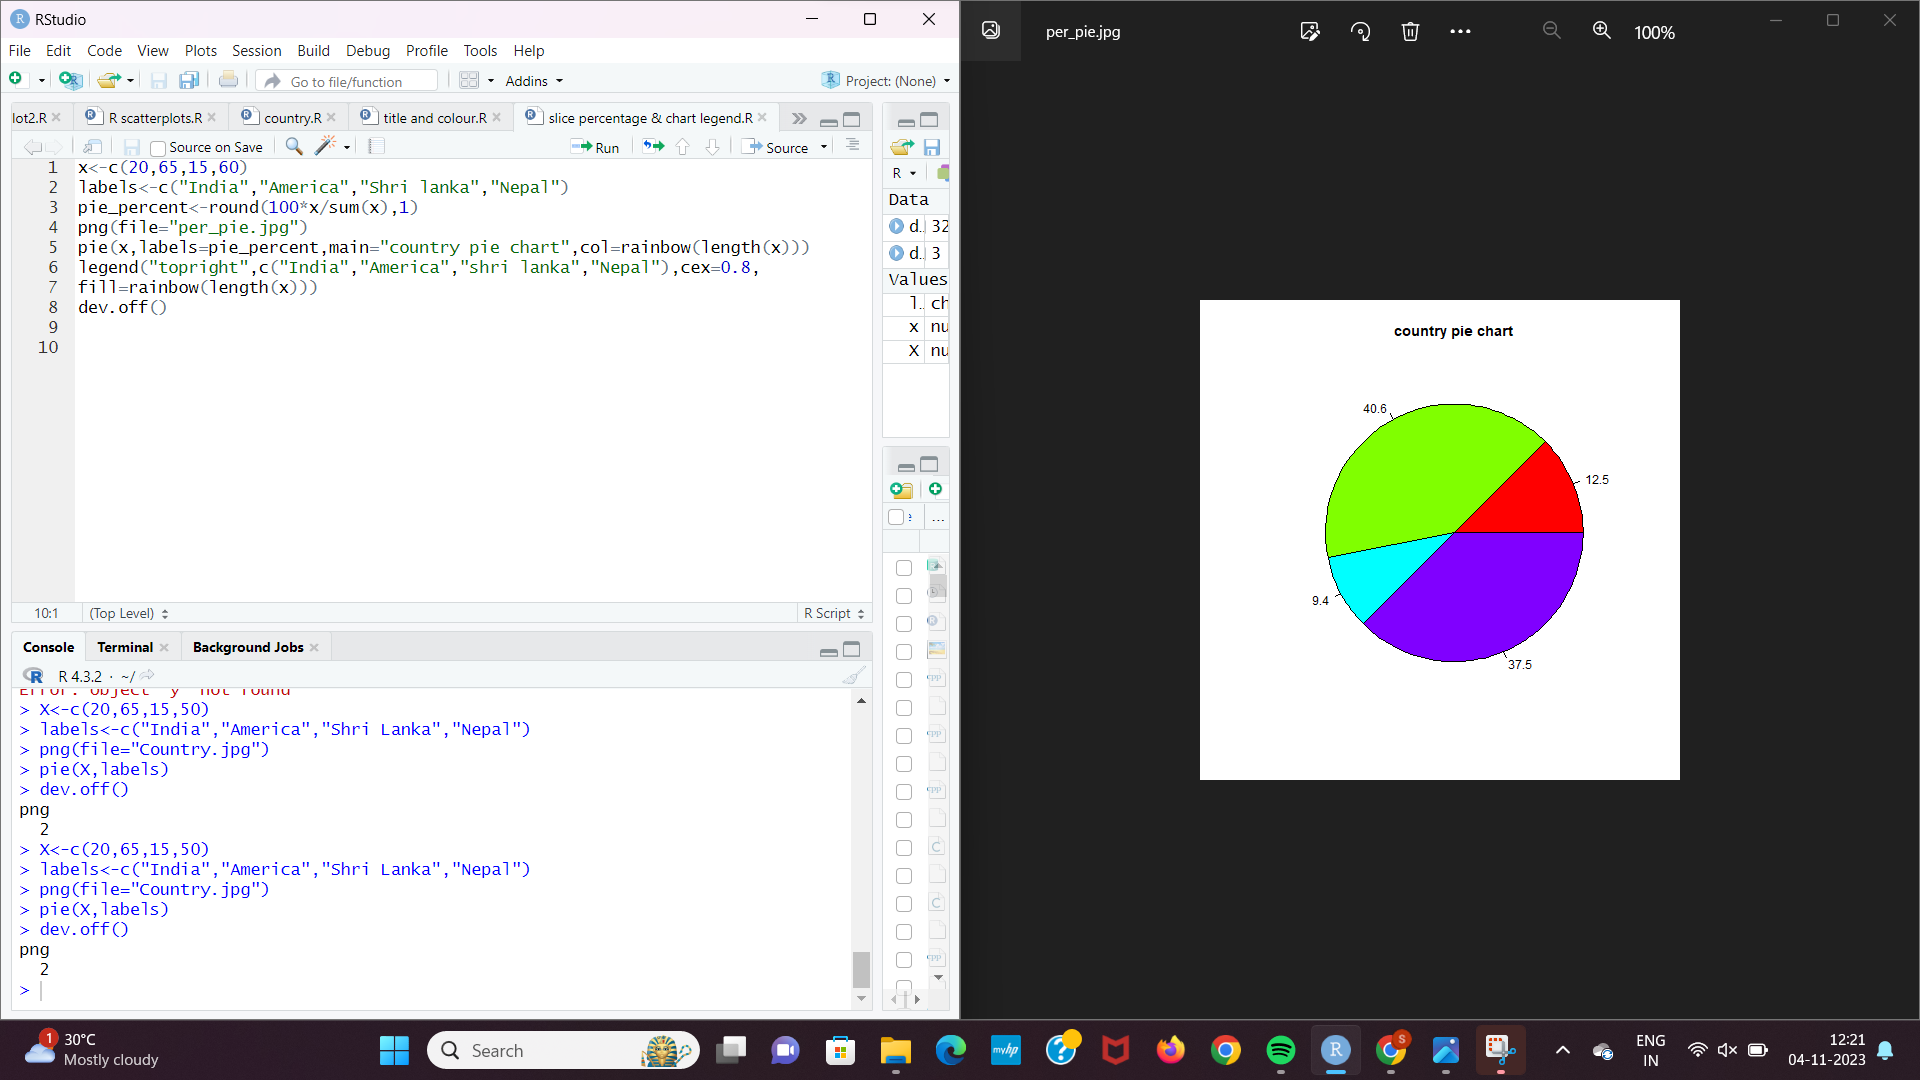 RStudio
File Edit Code View Plots Session Build Debug Profile Tools Help
Go to file/function Addins Project: (None)
lot2.R R scatterplots.R country.R title and colour.R slice percentage & chart legend.R
Source on Save Run Source
1 x<-c(20,65,15,60)
2 labels<-c("India","America","Shri lanka","Nepal")
3 pie_percent<-round(100*x/sum(x),1)
4 png(file="per_pie.jpg")
5 pie(x,labels=pie_percent,main="country pie chart",col=rainbow(length(x)))
6 legend("topright",c("India","America","shri lanka","Nepal"),cex=0.8,
7 fill=rainbow(length(x)))
8 dev.off()
9
10
10:1 (Top Level) R Script
Console Terminal Background Jobs
R 4.3.2 · ~/
Error: object 'y' not found
> X<-c(20,65,15,50)
> labels<-c("India","America","Shri Lanka","Nepal")
> png(file="Country.jpg")
> pie(X,labels)
> dev.off()
png
2
> X<-c(20,65,15,50)
> labels<-c("India","America","Shri Lanka","Nepal")
> png(file="Country.jpg")
> pie(X,labels)
> dev.off()
png
2
>
R
Data
d.. 32
d.. 3
Values
l.. ch
x nu
X nu
per_pie.jpg 100%
country pie chart
40.6
12.5
9.4
37.5
1 30°C
Mostly cloudy
Search
myhp
S
ENG
IN
12:21
04-11-2023